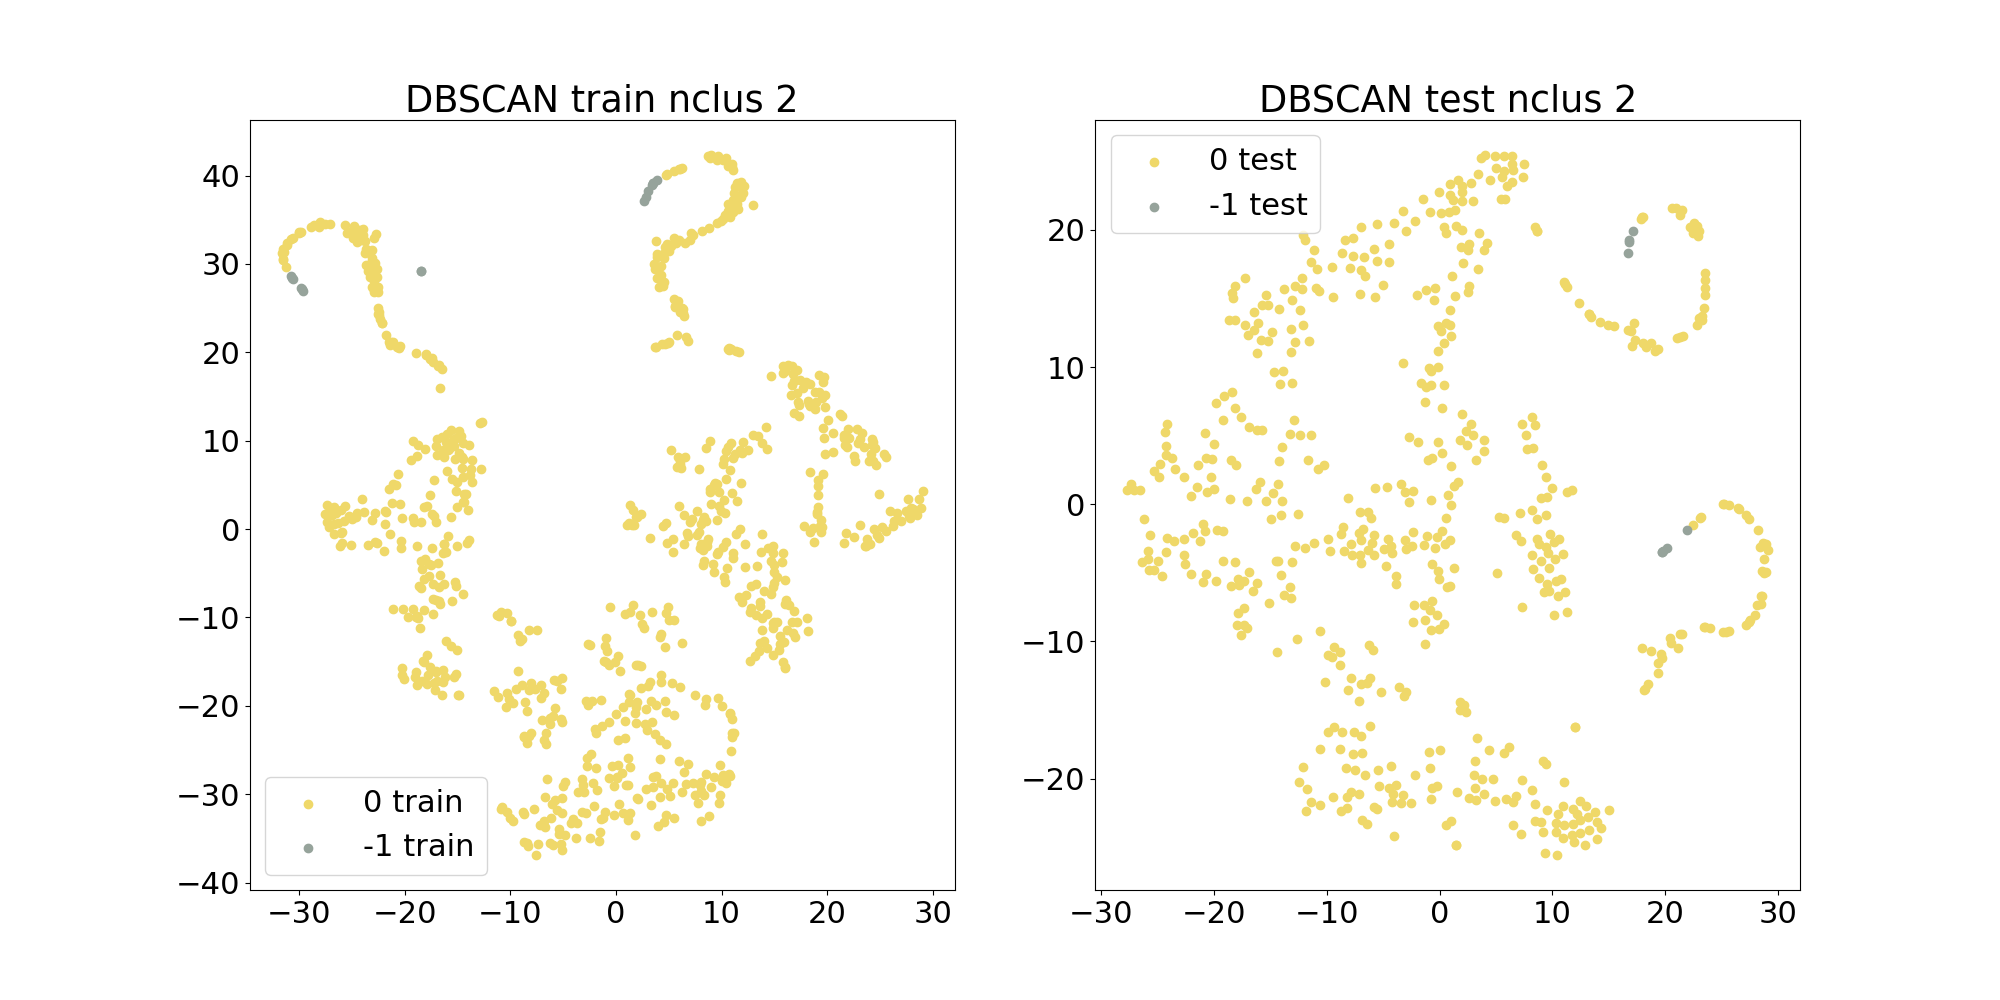 DBSCAN train nclus 2
40
30
20
10
0
−10
−20
−30
−40
0 train
-1 train
−30 −20 −10 0 10 20 30
DBSCAN test nclus 2
0 test
-1 test
20
10
0
−10
−20
−30 −20 −10 0 10 20 30